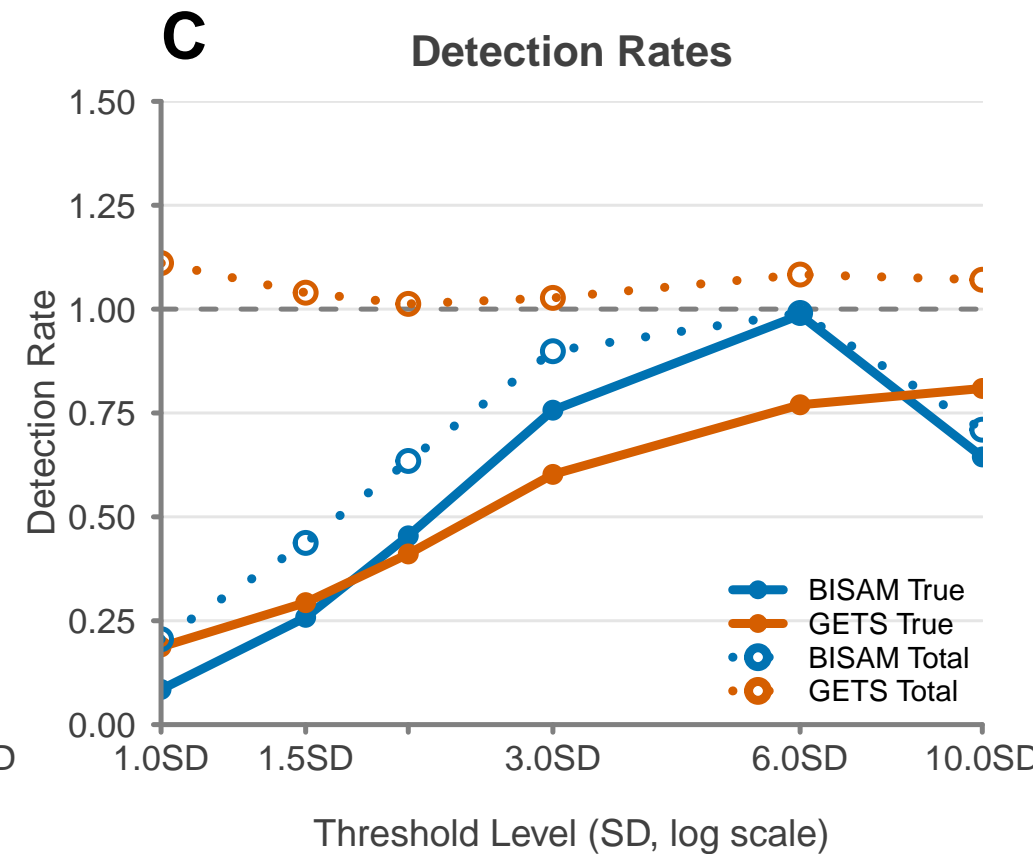 C
Detection Rates
1.50
1.25
1.00
0.75
0.50
0.25
0.00
Detection Rate
BISAM True
GETS True
BISAM Total
GETS Total
D 1.0SD 1.5SD 3.0SD 6.0SD 10.0SD
Threshold Level (SD, log scale)